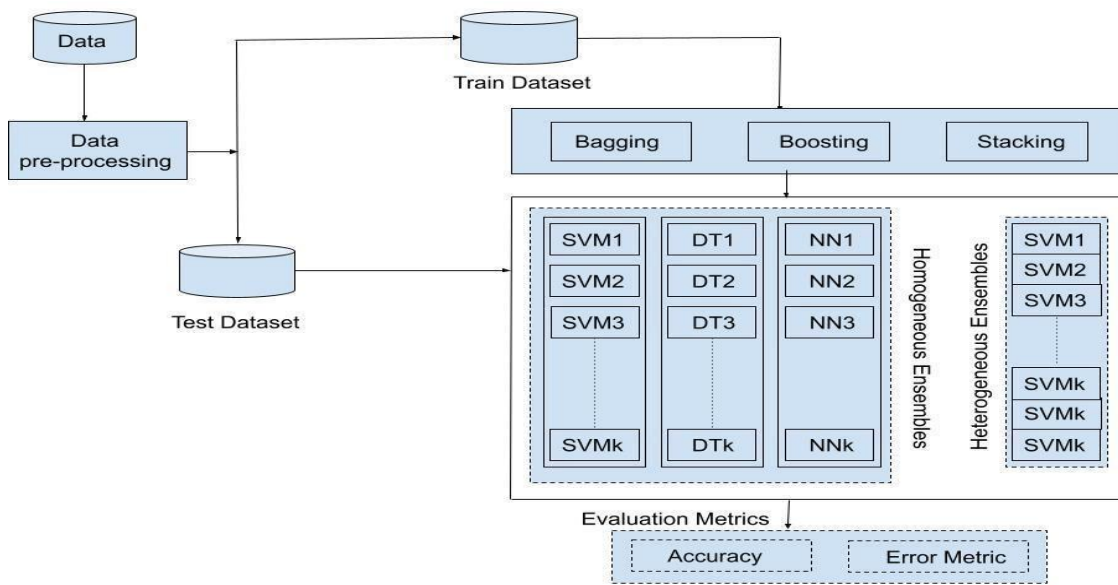 Data
Train Dataset
Data
pre-processing
Bagging
Boosting
Stacking
Test Dataset
SVM1
SVM2
SVM3
SVMk
DT1
DT2
DT3
DTk
NN1
NN2
NN3
NNk
Homogeneous Ensembles
Heterogeneous Ensembles
SVM1
SVM2
SVM3
SVMk
SVMk
SVMk
Evaluation Metrics
Accuracy
Error Metric